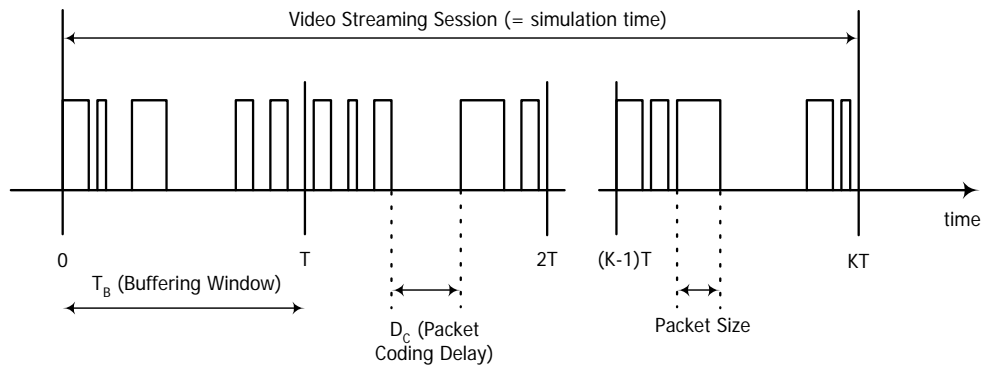 Video Streaming Session (= simulation time)
time
0
T
2T
(K-1)T
KT
T_B (Buffering Window)
D_C (Packet
Coding Delay)
Packet Size